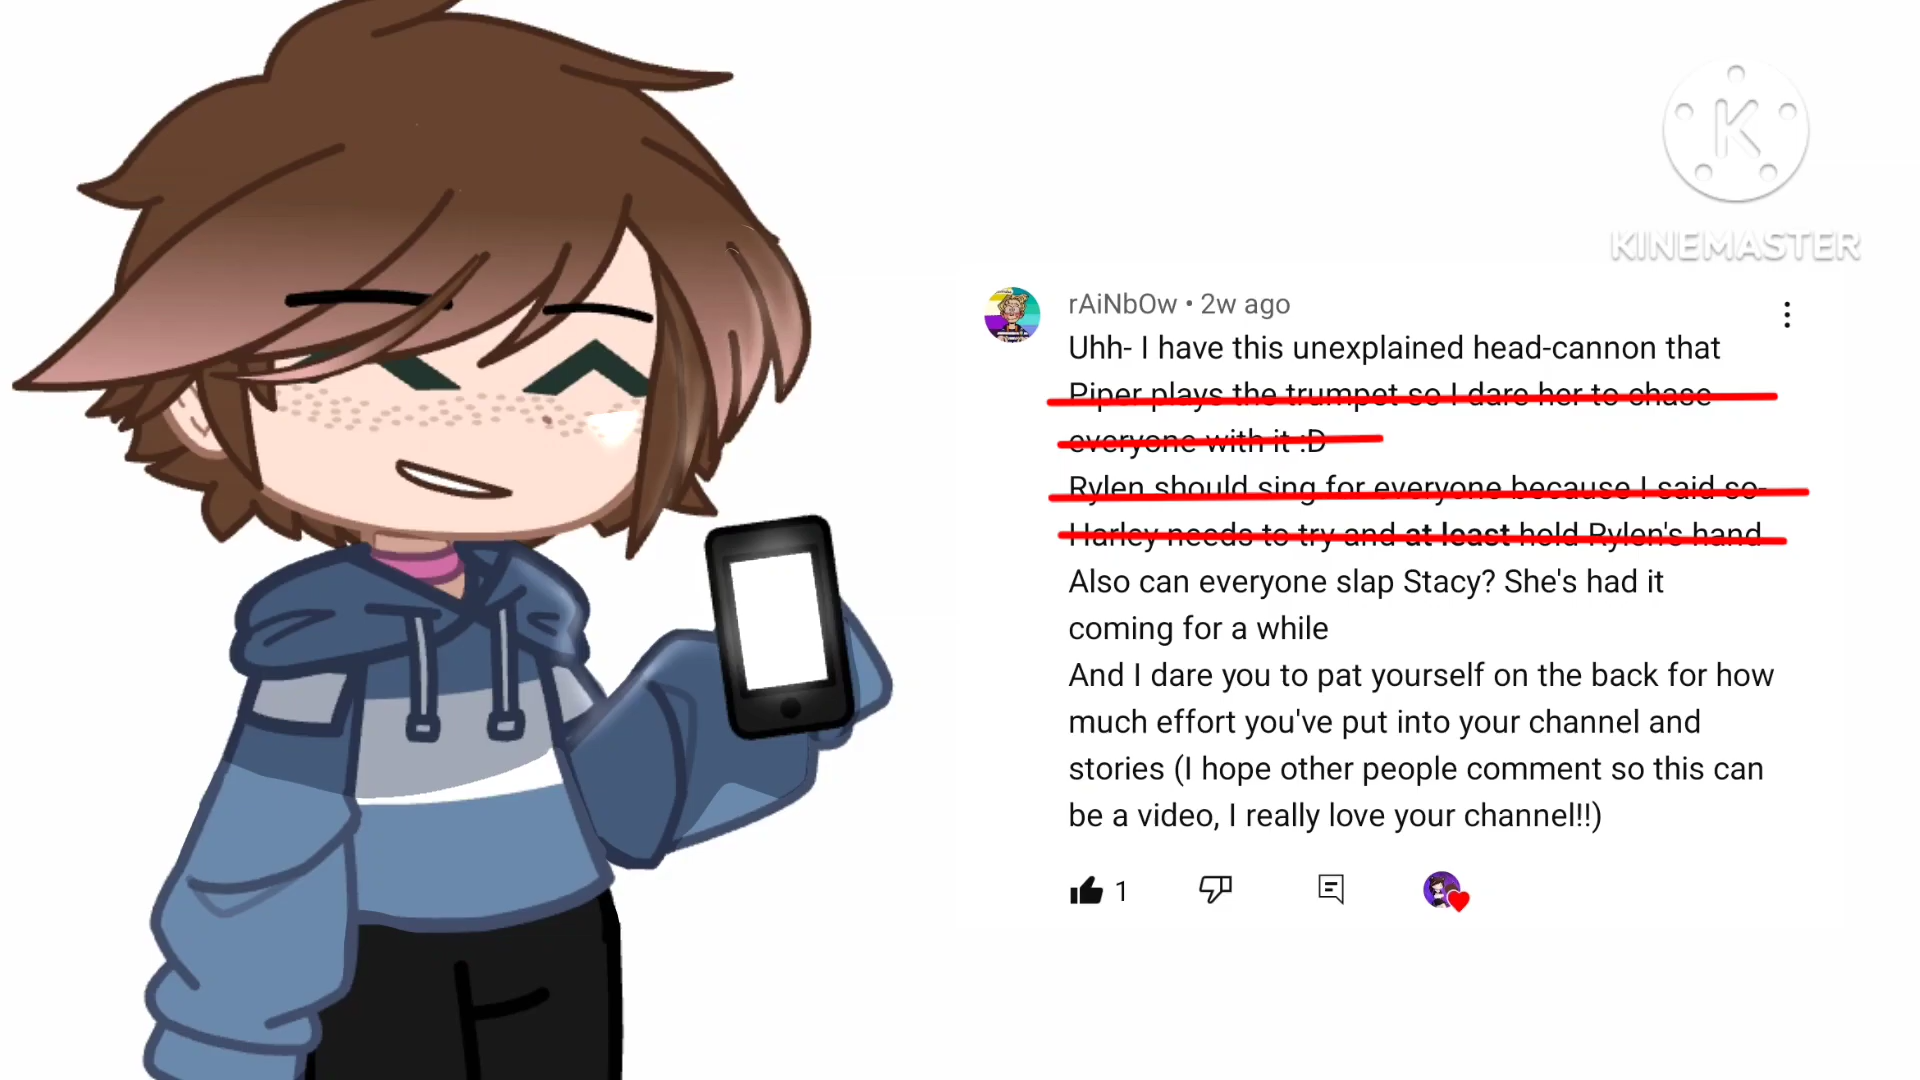 K
KINEMASTER
rAiNbOw • 2w ago
Uhh- I have this unexplained head-cannon that
Piper plays the trumpet so I dare her to chase
everyone with it :D
Rylen should sing for everyone because I said so-
Harley needs to try and at least hold Rylen's hand
Also can everyone slap Stacy? She's had it
coming for a while
And I dare you to pat yourself on the back for how
much effort you've put into your channel and
stories (I hope other people comment so this can
be a video, I really love your channel!!)
1